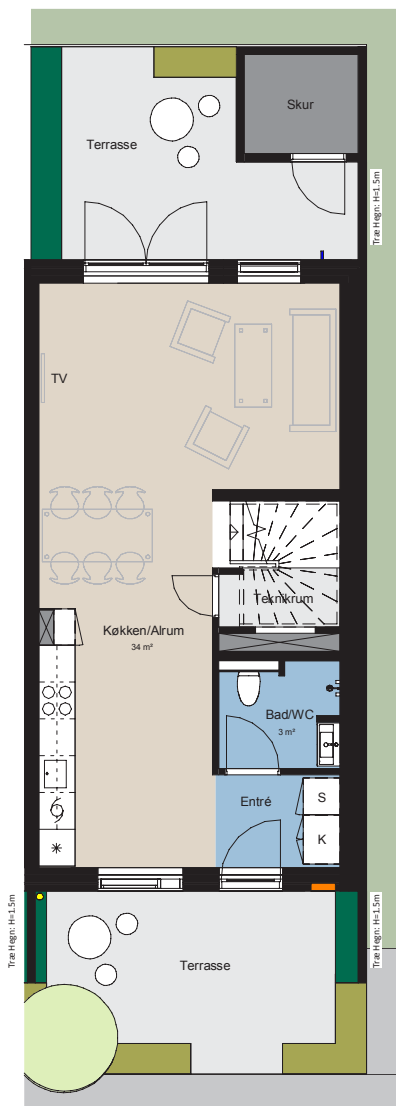 Skur
Terrasse
Træ Hegn: H=1.5m
TV
Teknikrum
Køkken/Alrum
34 m²
Bad/WC
3 m²
Entré
S
K
Træ Hegn: H=1.5m
Træ Hegn: H=1.5m
Terrasse